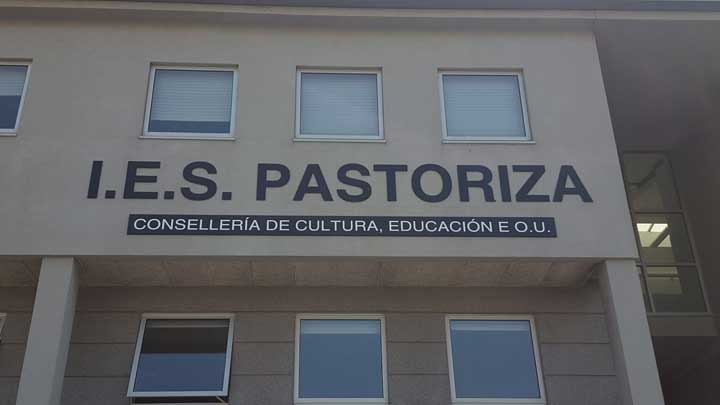 I.E.S. PASTORIZA
CONSELLERÍA DE CULTURA, EDUCACIÓN E O.U.